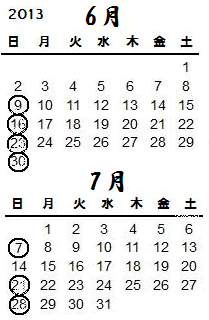 2013 6月
日 月 火 水 木 金 土
1
2 3 4 5 6 7 8
9 10 11 12 13 14 15
16 17 18 19 20 21 22
23 24 25 26 27 28 29
30
7月
日 月 火 水 木 金 土
1 2 3 4 5 6
7 8 9 10 11 12 13
14 15 16 17 18 19 20
21 22 23 24 25 26 27
28 29 30 31